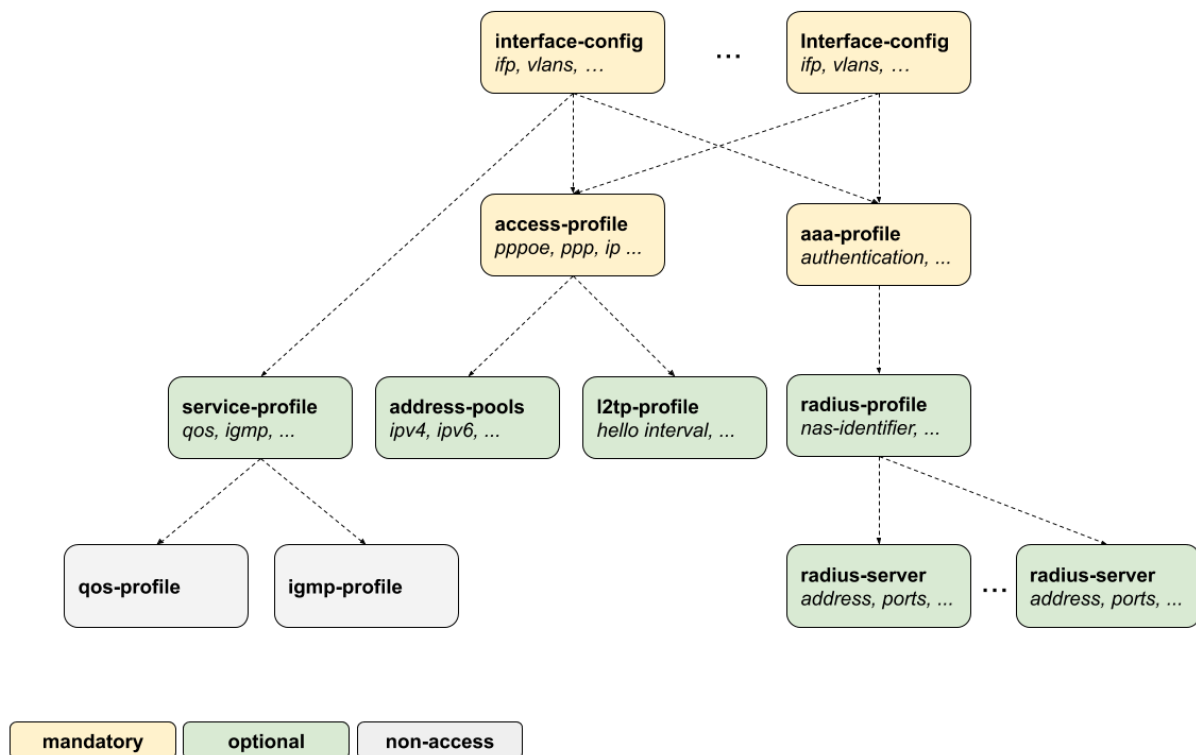 interface-config
ifp, vlans, …
...
Interface-config
ifp, vlans, …
access-profile
pppoe, ppp, ip ...
aaa-profile
authentication, ...
service-profile
qos, igmp, ...
address-pools
ipv4, ipv6, ...
l2tp-profile
hello interval, ...
radius-profile
nas-identifier, ...
qos-profile
igmp-profile
radius-server
address, ports, ...
...
radius-server
address, ports, ...
mandatory
optional
non-access